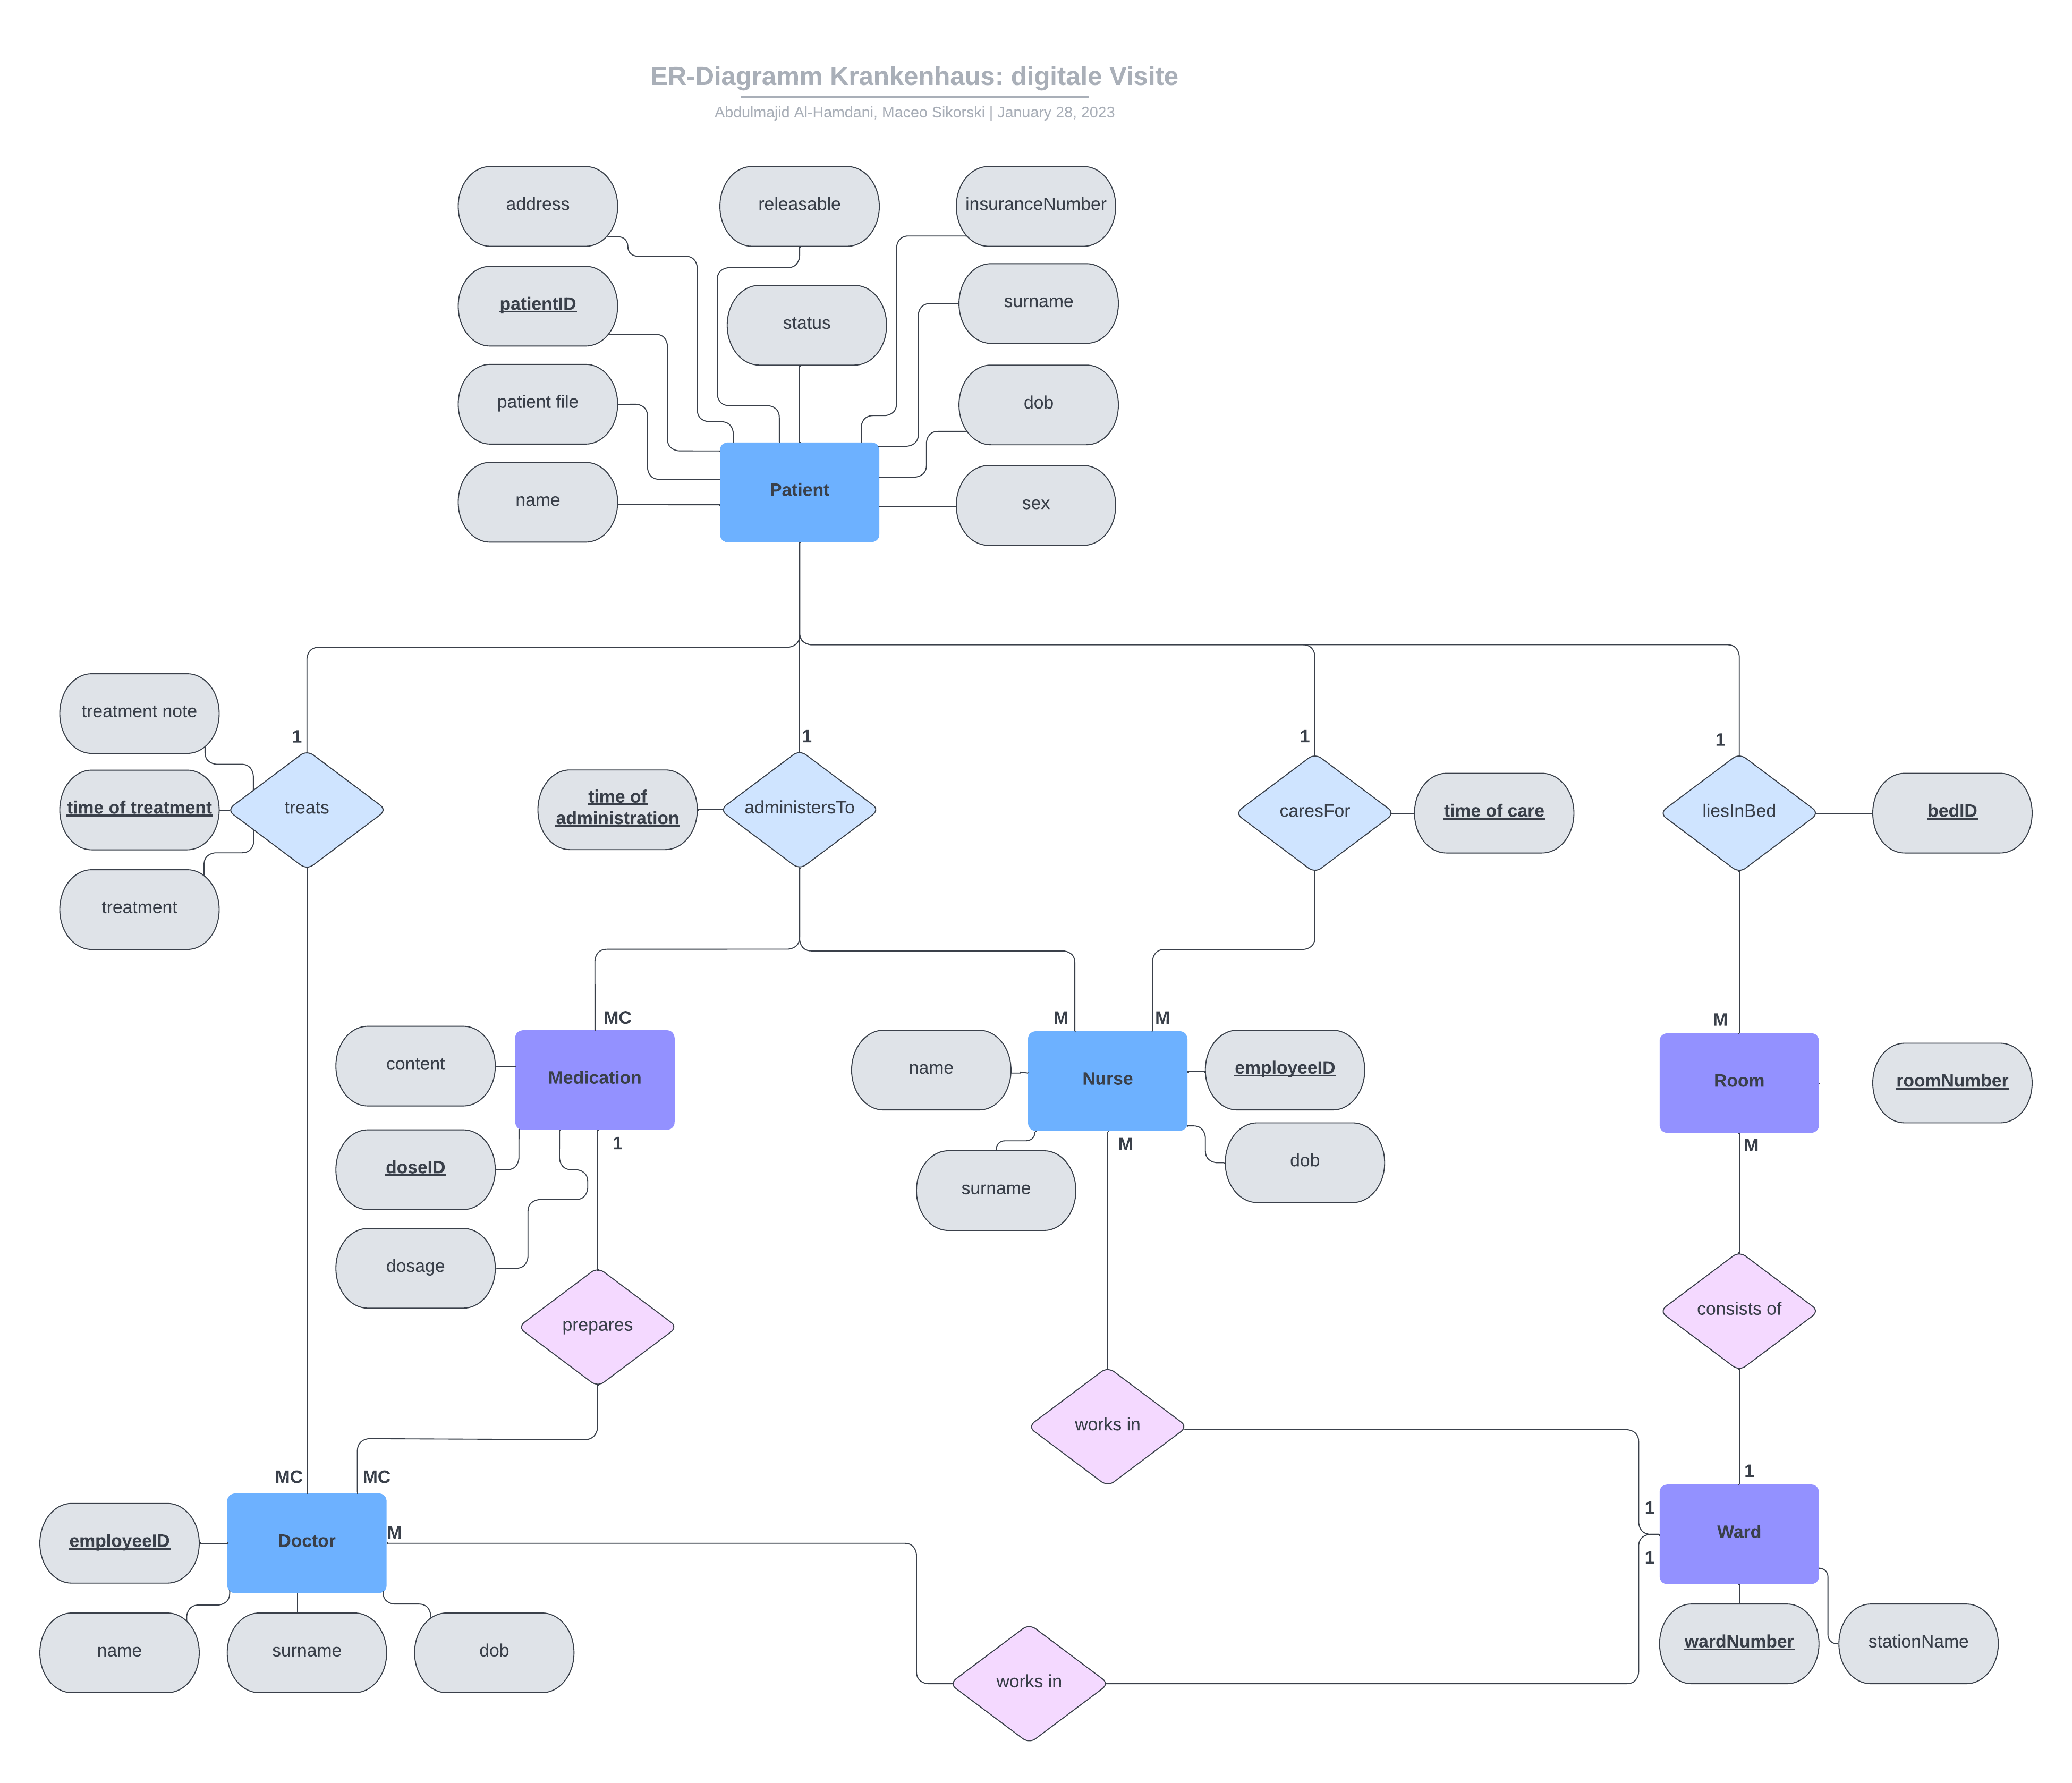 ER-Diagramm Krankenhaus: digitale Visite
Abdulmajid Al-Hamdani, Maceo Sikorski | January 28, 2023
address
releasable
insuranceNumber
patientID
status
surname
patient file
dob
name
Patient
sex
treatment note
1
1
1
1
time of treatment
treats
time of
administration
administersTo
caresFor
time of care
liesInBed
bedID
treatment
MC
M
M
M
content
Medication
name
Nurse
employeeID
Room
roomNumber
1
M
M
doseID
surname
dob
dosage
prepares
consists of
works in
MC
MC
1
1
employeeID
Doctor
M
Ward
1
name
surname
dob
works in
wardNumber
stationName